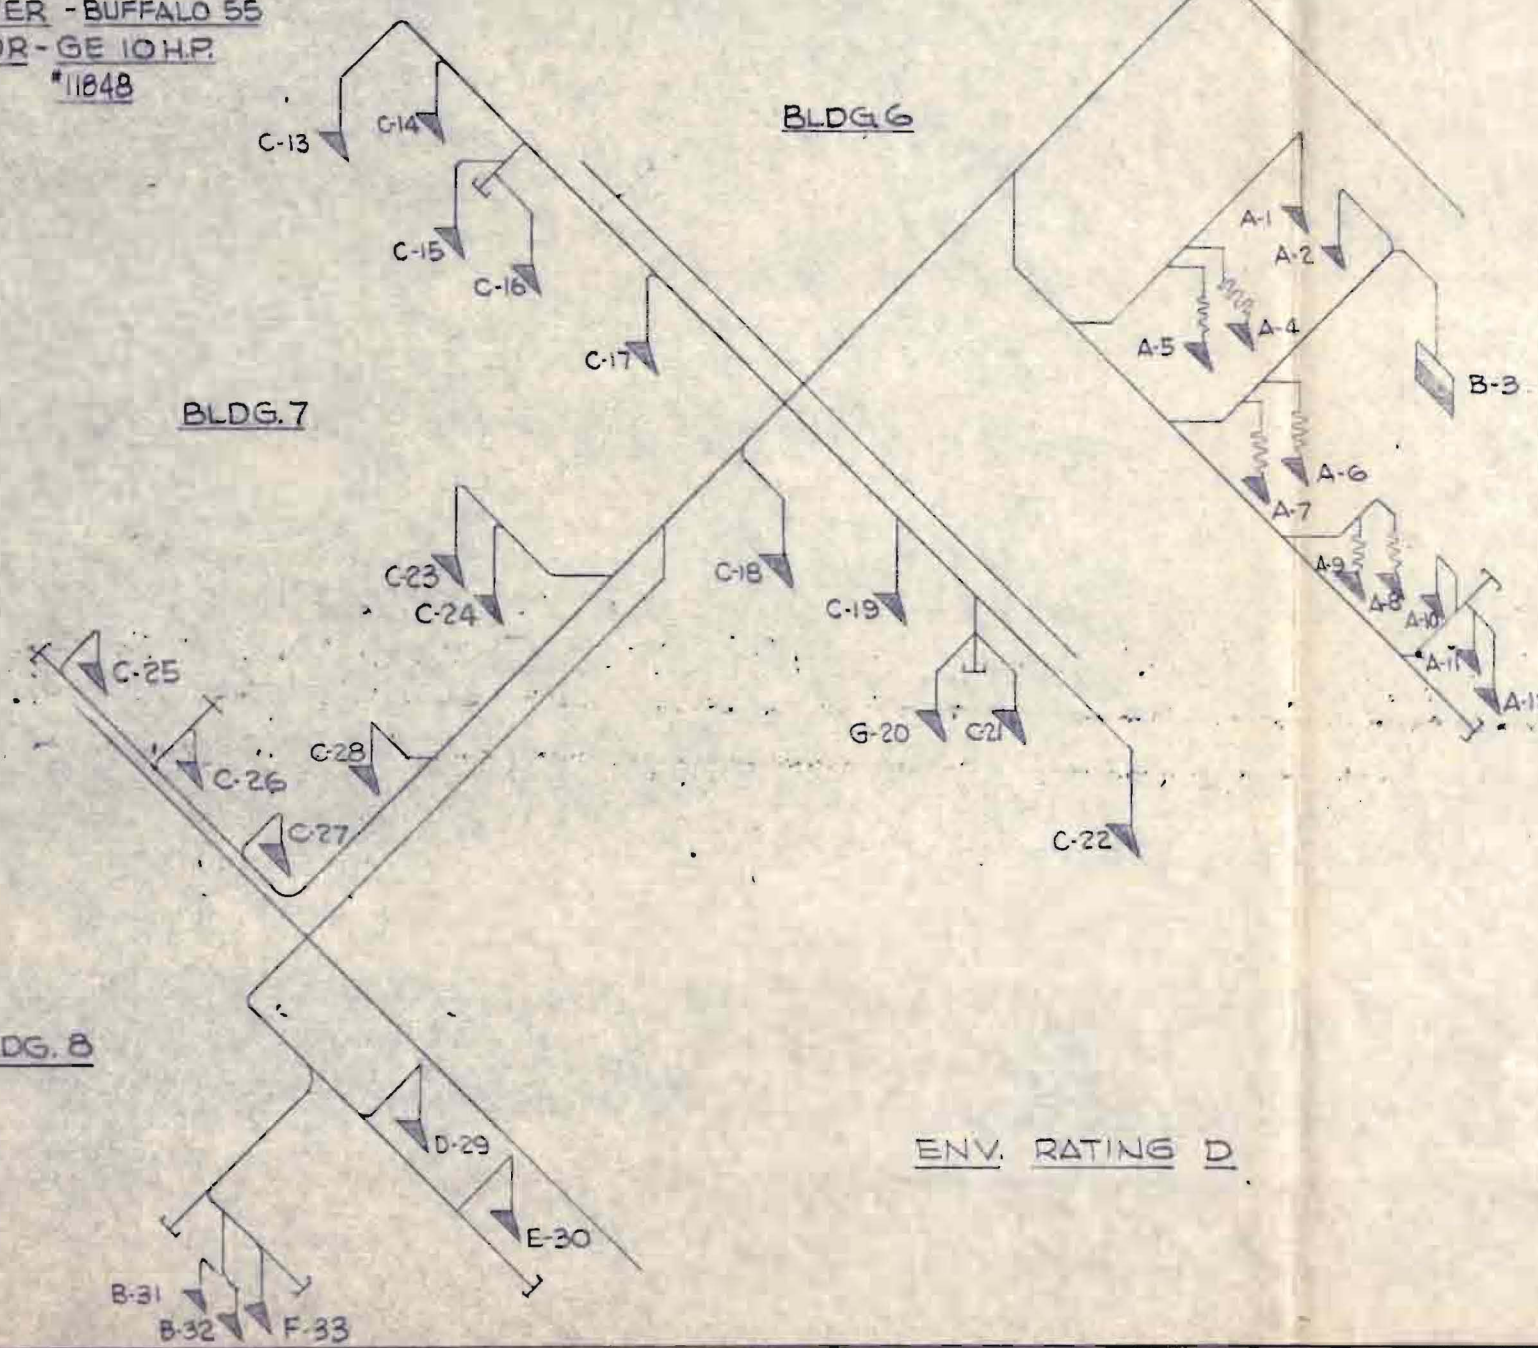 ER - BUFFALO 55
OR - GE 10 H.P.
#11848
BLDG 6
C-13
C-14
C-15
C-16
C-17
A-1
A-2
A-4
A-5
B-3
A-6
A-7
BLDG. 7
C-23
C-24
C-18
C-19
G-20
C-21
C-22
A-9
A-8
A-10
A-11
A-1
C-25
C-26
C-28
C-27
DG. 8
D-29
E-30
ENV. RATING D
B-31
B-32
F-33